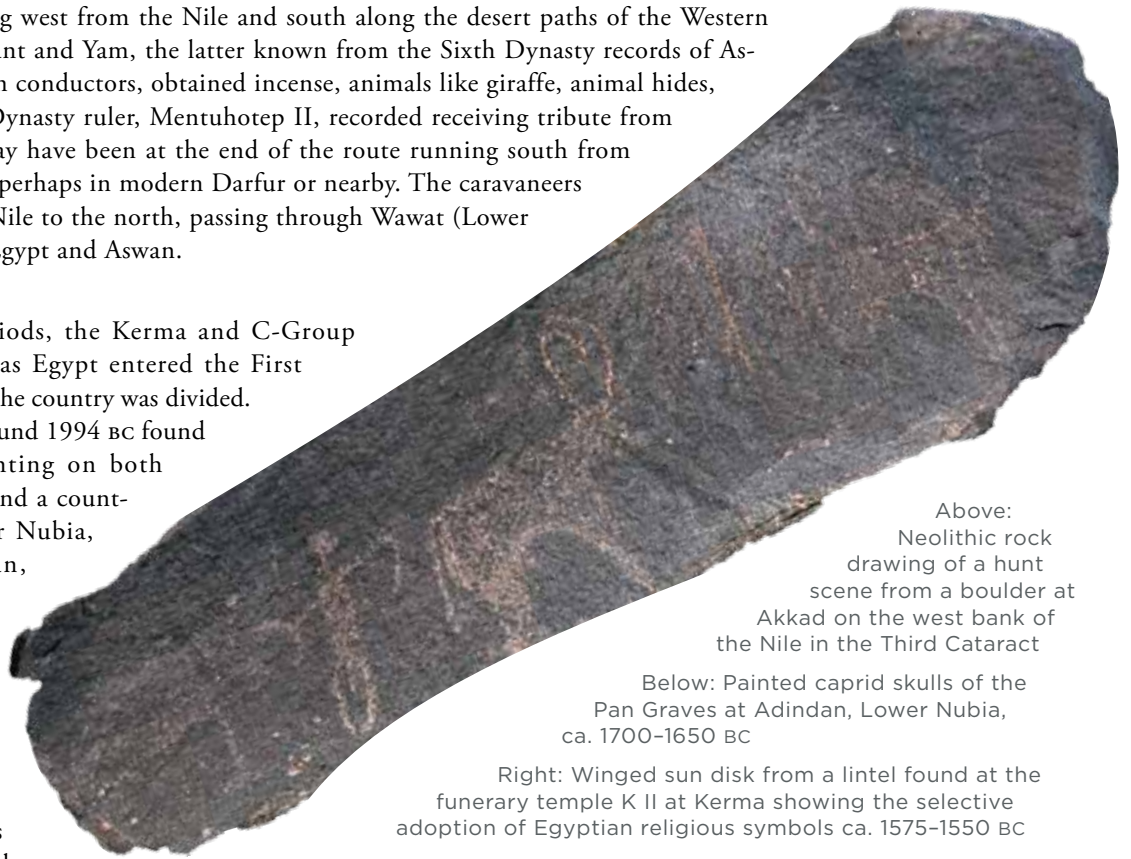 g west from the Nile and south along the desert paths of the Western
nt and Yam, the latter known from the Sixth Dynasty records of As-
n conductors, obtained incense, animals like giraffe, animal hides,
Dynasty ruler, Mentuhotep II, recorded receiving tribute from
ay have been at the end of the route running south from
perhaps in modern Darfur or nearby. The caravaneers
Nile to the north, passing through Wawat (Lower
gypt and Aswan.
iods, the Kerma and C-Group
as Egypt entered the First
he country was divided.
und 1994 BC found
nting on both
nd a count-
r Nubia,
n,
s
Above:
Neolithic rock
drawing of a hunt
scene from a boulder at
Akkad on the west bank of
the Nile in the Third Cataract
Below: Painted caprid skulls of the
Pan Graves at Adindan, Lower Nubia,
ca. 1700–1650 BC
Right: Winged sun disk from a lintel found at the
funerary temple K II at Kerma showing the selective
adoption of Egyptian religious symbols ca. 1575–1550 BC